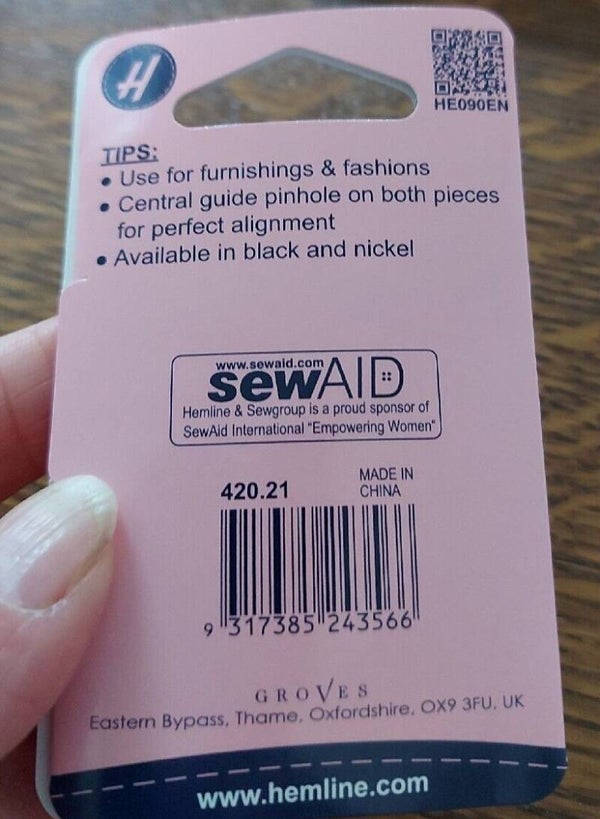 H
HE090EN
TIPS:
• Use for furnishings & fashions
• Central guide pinhole on both pieces
for perfect alignment
• Available in black and nickel
www.sewaid.com
sewAID
Hemline & Sewgroup is a proud sponsor of
SewAid International "Empowering Women"
420.21
MADE IN
CHINA
9 317385 243566
GROVES
Eastern Bypass, Thame, Oxfordshire, OX9 3FU, UK
www.hemline.com